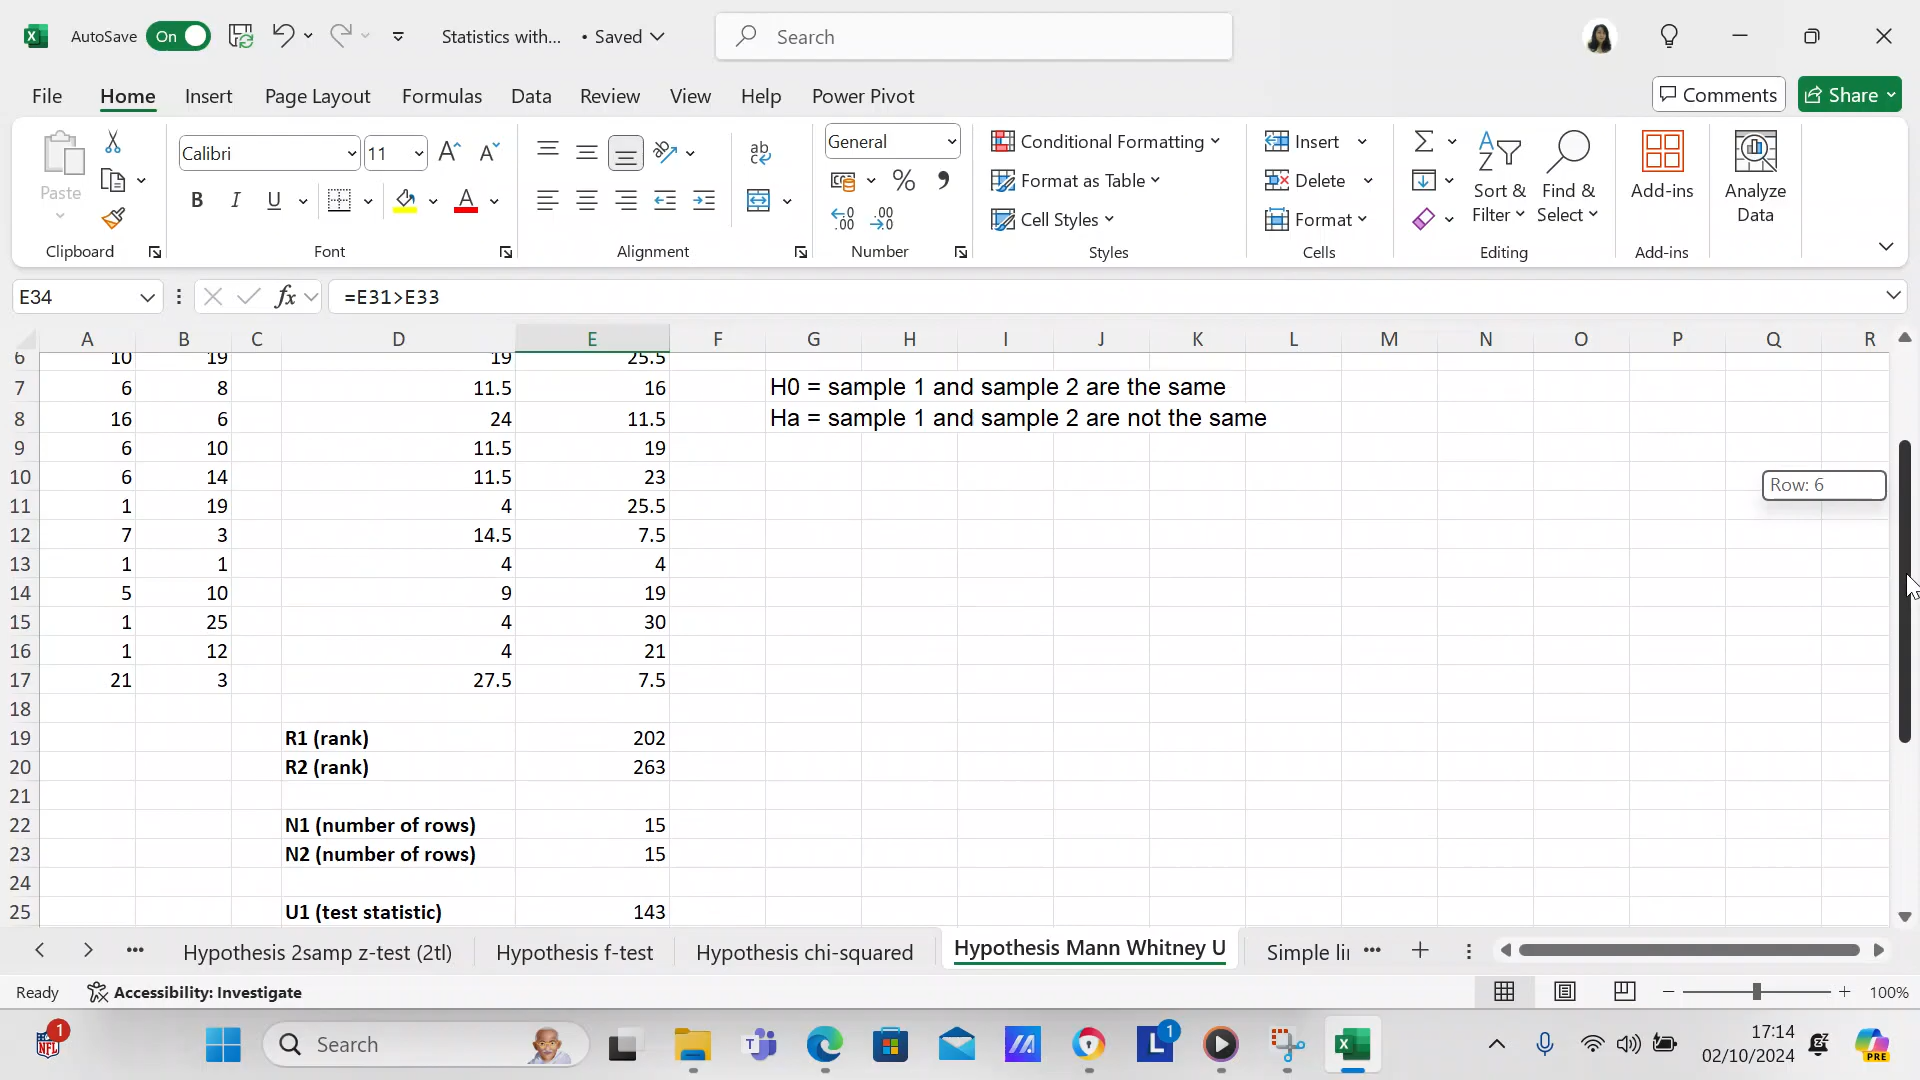 AutoSave On Statistics with... • Saved Search
File Home Insert Page Layout Formulas Data Review View Help Power Pivot Comments Share
Paste Calibri 11 General Conditional Formatting Insert
Format as Table Delete Sort & Filter Find & Select Add-ins Analyze Data
B I U Cell Styles Format
Clipboard Font Alignment Number Styles Cells Editing Add-ins
E34 fx =E31>E33
A B C D E F G H I J K L M N O P Q R
6 10 19 19 25.5
7 6 8 11.5 16 H0 = sample 1 and sample 2 are the same
8 16 6 24 11.5 Ha = sample 1 and sample 2 are not the same
9 6 10 11.5 19
10 6 14 11.5 23 Row: 6
11 1 19 4 25.5
12 7 3 14.5 7.5
13 1 1 4 4
14 5 10 9 19
15 1 25 4 30
16 1 12 4 21
17 21 3 27.5 7.5
18
19 R1 (rank) 202
20 R2 (rank) 263
21
22 N1 (number of rows) 15
23 N2 (number of rows) 15
24
25 U1 (test statistic) 143
Hypothesis 2samp z-test (2tl) Hypothesis f-test Hypothesis chi-squared Hypothesis Mann Whitney U Simple li
Ready Accessibility: Investigate 100%
1 Search 1 17:14
02/10/2024 PRE